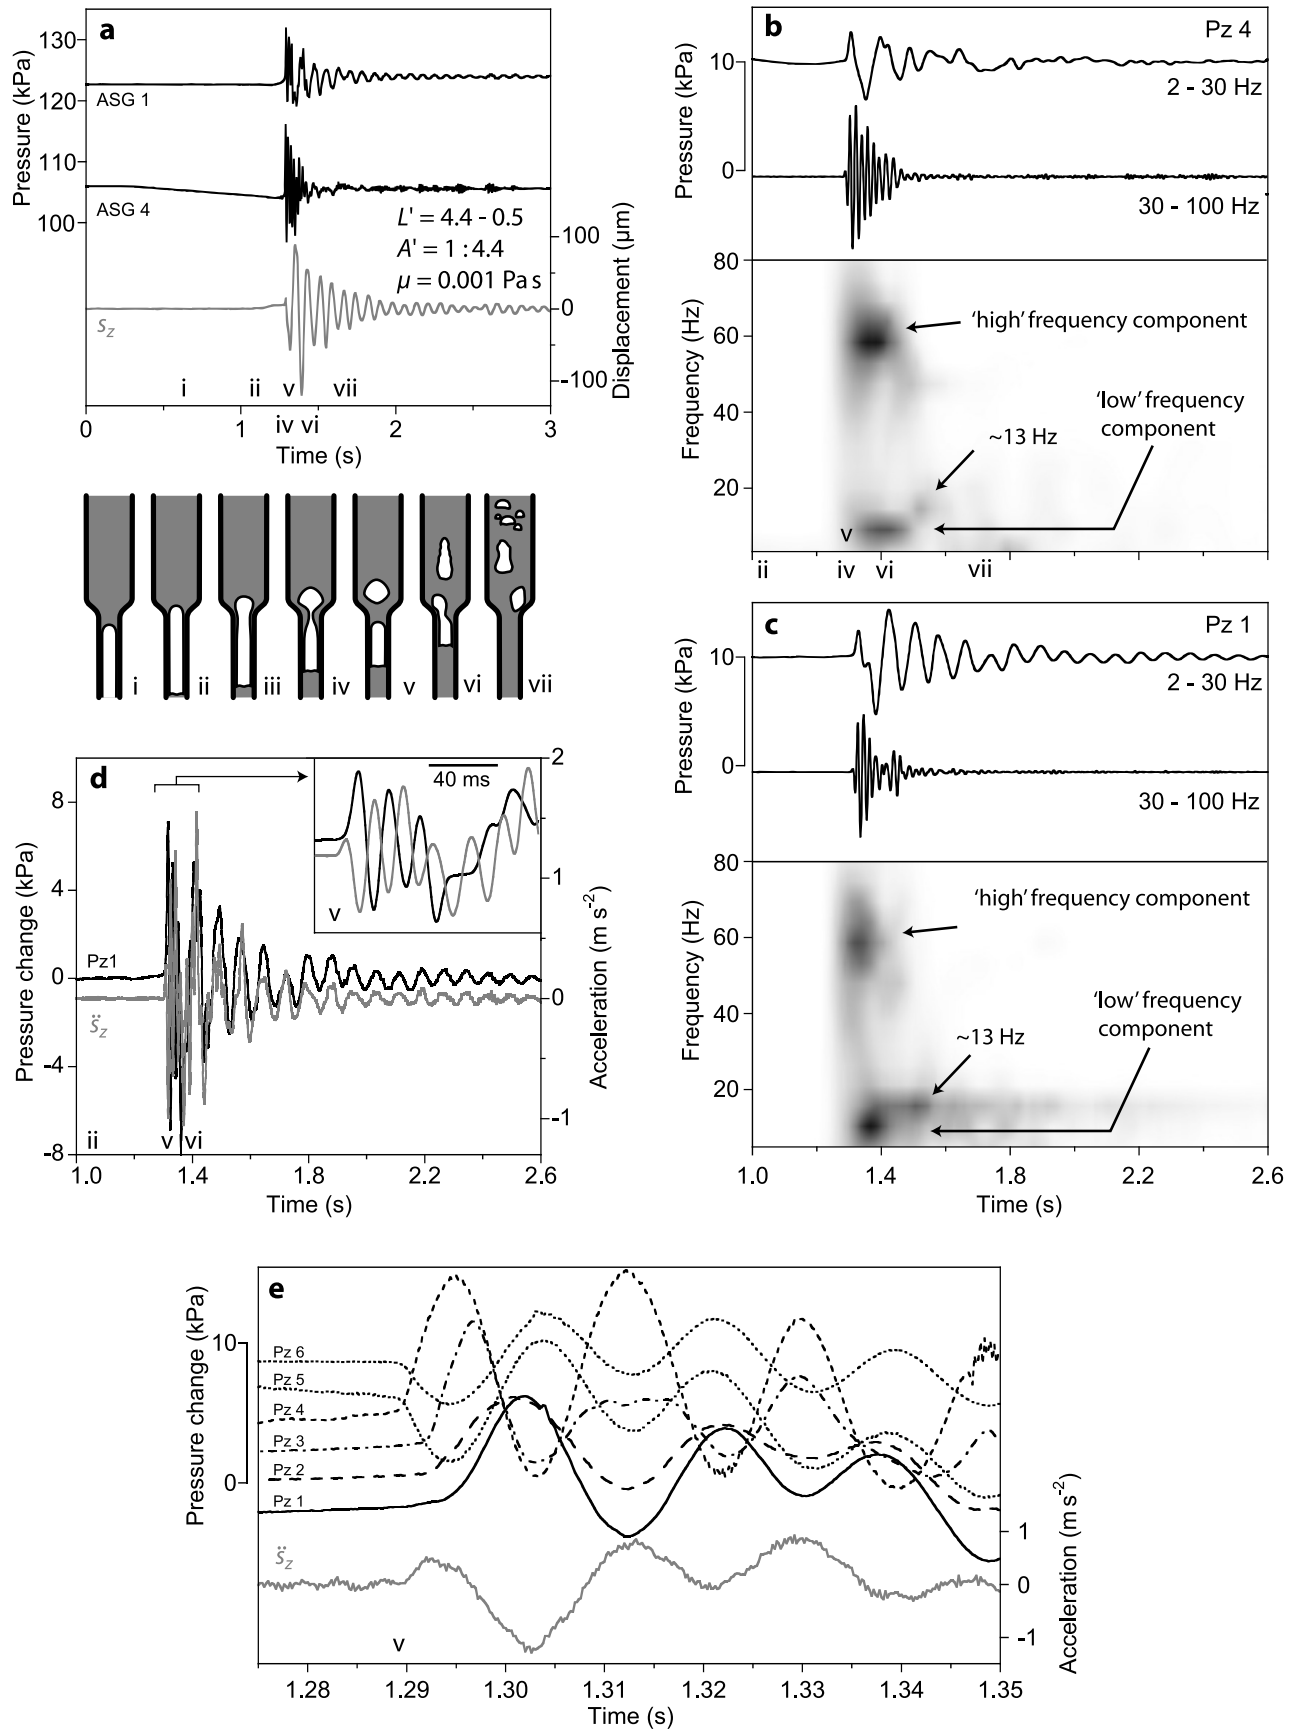 a
Pressure (kPa)
130
120
110
100
ASG 1
ASG 4
L' = 4.4 - 0.5
A' = 1 : 4.4
μ = 0.001 Pa s
s_z
100
0
-100
Displacement (μm)
i ii v vii
iv vi
0 1 2 3
Time (s)
i ii iii iv v vi vii
b
Pz 4
Pressure (kPa)
10
0
2 - 30 Hz
30 - 100 Hz
Frequency (Hz)
80
60
40
20
'high' frequency component
'low' frequency
component
~13 Hz
v
ii iv vi vii
c
Pz 1
Pressure (kPa)
10
0
2 - 30 Hz
30 - 100 Hz
Frequency (Hz)
80
60
40
20
'high' frequency component
'low' frequency
component
~13 Hz
1.0 1.4 1.8 2.2 2.6
Time (s)
d
Pressure change (kPa)
8
4
0
-4
-8
Pz1
s̈_z
40 ms
v
2
1
0
-1
Acceleration (m s⁻²)
ii v vi
1.0 1.4 1.8 2.2 2.6
Time (s)
e
Pressure change (kPa)
10
0
Pz 6
Pz 5
Pz 4
Pz 3
Pz 2
Pz 1
s̈_z
1
0
-1
Acceleration (m s⁻²)
v
1.28 1.29 1.30 1.31 1.32 1.33 1.34 1.35
Time (s)